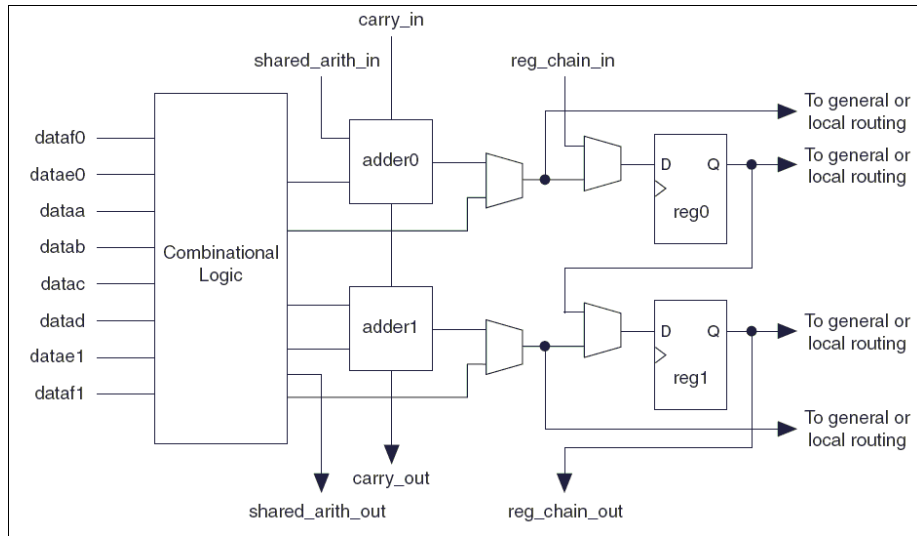 carry_in
shared_arith_in
reg_chain_in
To general or
local routing
dataf0
datae0
dataa
datab
datac
datad
datae1
dataf1
Combinational
Logic
adder0
D
Q
reg0
To general or
local routing
adder1
D
Q
reg1
To general or
local routing
To general or
local routing
carry_out
shared_arith_out
reg_chain_out